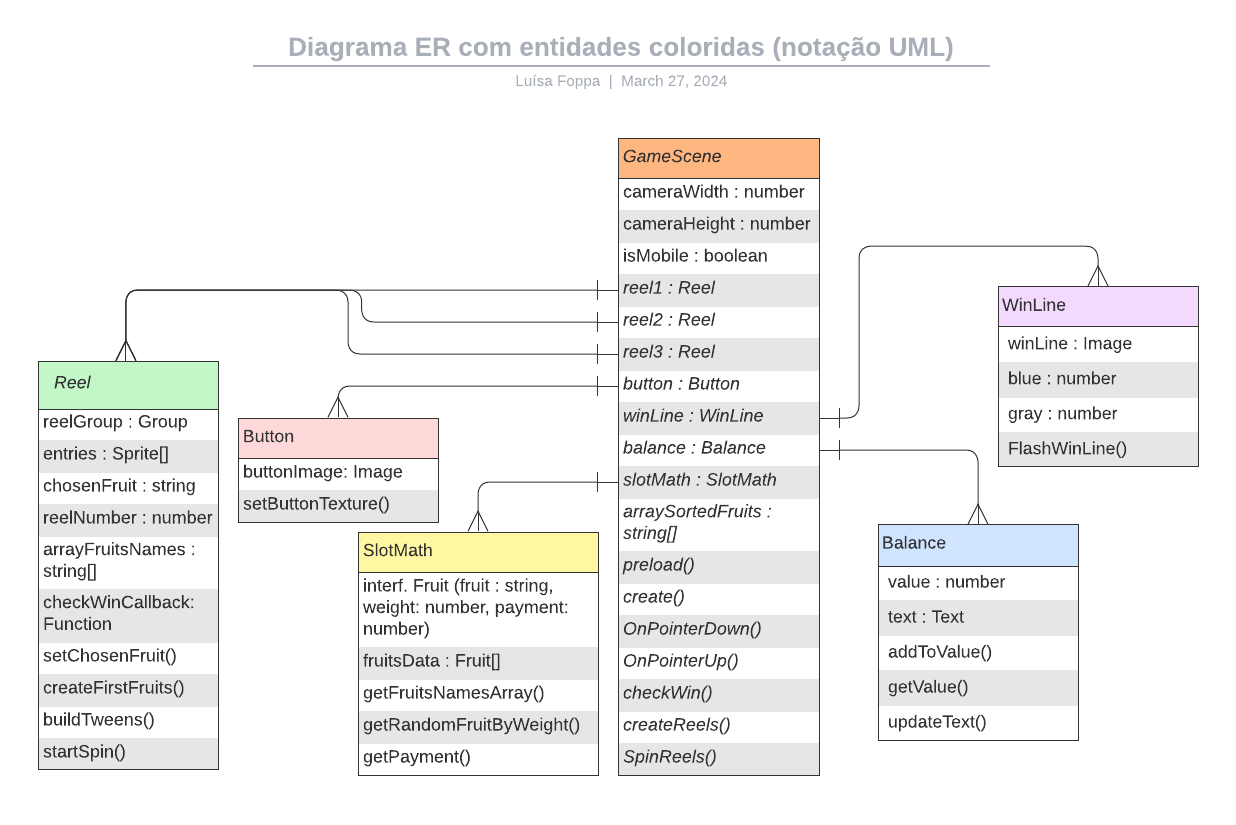 Diagrama ER com entidades coloridas (notação UML)
Luísa Foppa | March 27, 2024
GameScene
cameraWidth : number
cameraHeight : number
isMobile : boolean
reel1 : Reel
reel2 : Reel
reel3 : Reel
button : Button
winLine : WinLine
balance : Balance
slotMath : SlotMath
arraySortedFruits :
string[]
preload()
create()
OnPointerDown()
OnPointerUp()
checkWin()
createReels()
SpinReels()
Reel
reelGroup : Group
entries : Sprite[]
chosenFruit : string
reelNumber : number
arrayFruitsNames :
string[]
checkWinCallback:
Function
setChosenFruit()
createFirstFruits()
buildTweens()
startSpin()
Button
buttonImage: Image
setButtonTexture()
SlotMath
interf. Fruit (fruit : string,
weight: number, payment:
number)
fruitsData : Fruit[]
getFruitsNamesArray()
getRandomFruitByWeight()
getPayment()
WinLine
winLine : Image
blue : number
gray : number
FlashWinLine()
Balance
value : number
text : Text
addToValue()
getValue()
updateText()